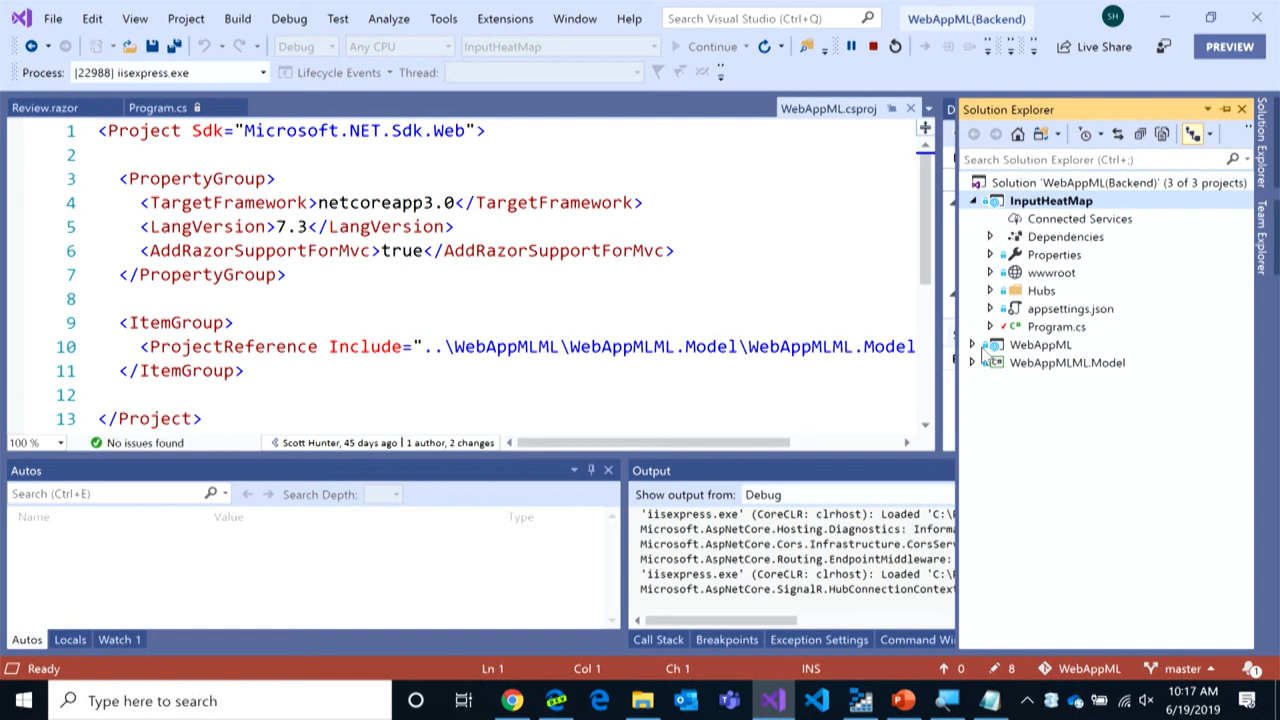 File Edit View Project Build Debug Test Analyze Tools Extensions Window Help Search Visual Studio (Ctrl+Q) WebAppML(Backend) SH
Debug Any CPU InputHeatMap Continue Live Share PREVIEW
Process: [22988] iisexpress.exe Lifecycle Events Thread:
Review.razor Program.cs WebAppML.csproj
1 <Project Sdk="Microsoft.NET.Sdk.Web">
2
3 <PropertyGroup>
4 <TargetFramework>netcoreapp3.0</TargetFramework>
5 <LangVersion>7.3</LangVersion>
6 <AddRazorSupportForMvc>true</AddRazorSupportForMvc>
7 </PropertyGroup>
8
9 <ItemGroup>
10 <ProjectReference Include="..\WebAppMLML\WebAppMLML.Model\WebAppMLML.Model
11 </ItemGroup>
12
13 </Project>
100 % No issues found Scott Hunter, 45 days ago | 1 author, 2 changes
Solution Explorer
Search Solution Explorer (Ctrl+;)
Solution 'WebAppML(Backend)' (3 of 3 projects)
InputHeatMap
Connected Services
Dependencies
Properties
wwwroot
Hubs
appsettings.json
C# Program.cs
WebAppML
WebAppMLML.Model
Solution Explorer
Team Explorer
Autos
Search (Ctrl+E) Search Depth:
Name Value Type
Autos Locals Watch 1
Output
Show output from: Debug
'iisexpress.exe' (CoreCLR: clrhost): Loaded 'C:\
Microsoft.AspNetCore.Hosting.Diagnostics: Inform
Microsoft.AspNetCore.Cors.Infrastructure.CorsSer
Microsoft.AspNetCore.Routing.EndpointMiddleware:
'iisexpress.exe' (CoreCLR: clrhost): Loaded 'C:\
Microsoft.AspNetCore.SignalR.HubConnectionContext
Call Stack Breakpoints Exception Settings Command Wi
Ready Ln 1 Col 1 Ch 1 INS 0 8 WebAppML master 1
Type here to search 10:17 AM
6/19/2019